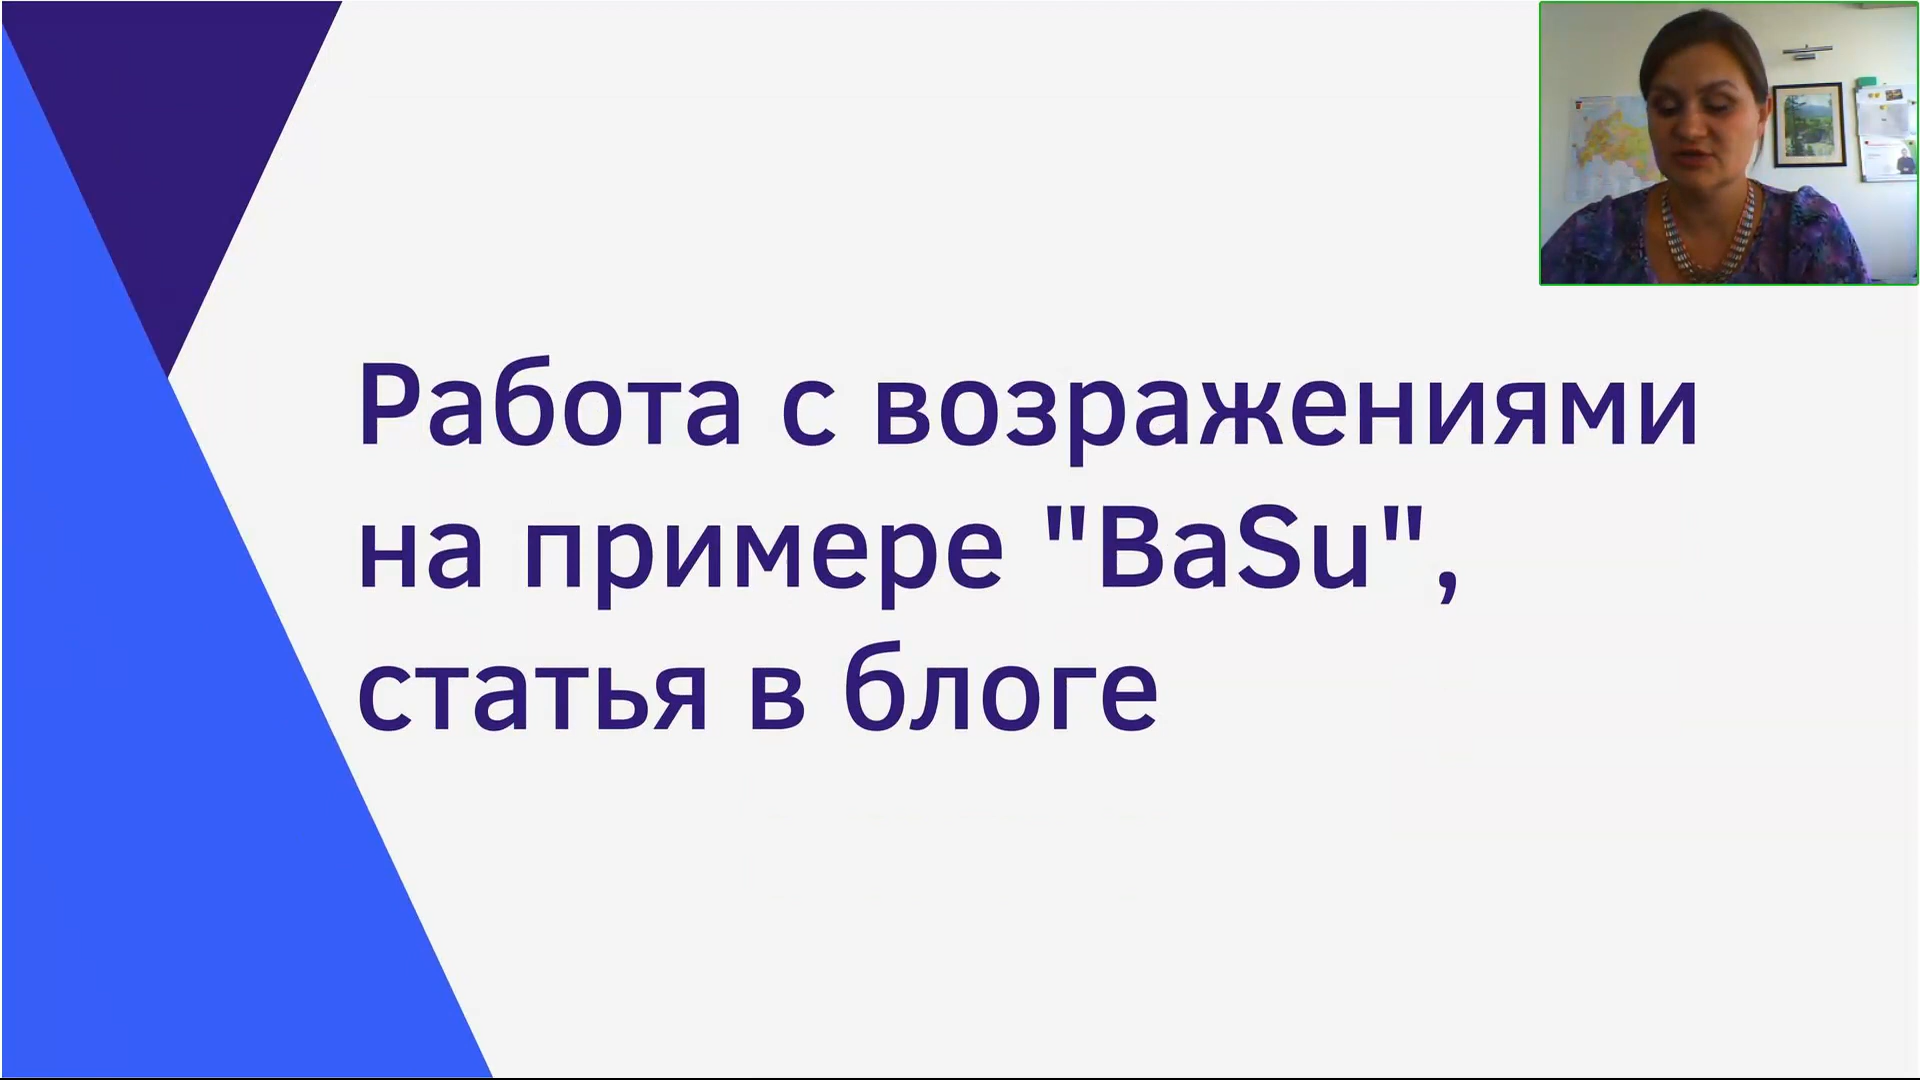 Работа с возражениями
на примере "BaSu",
статья в блоге